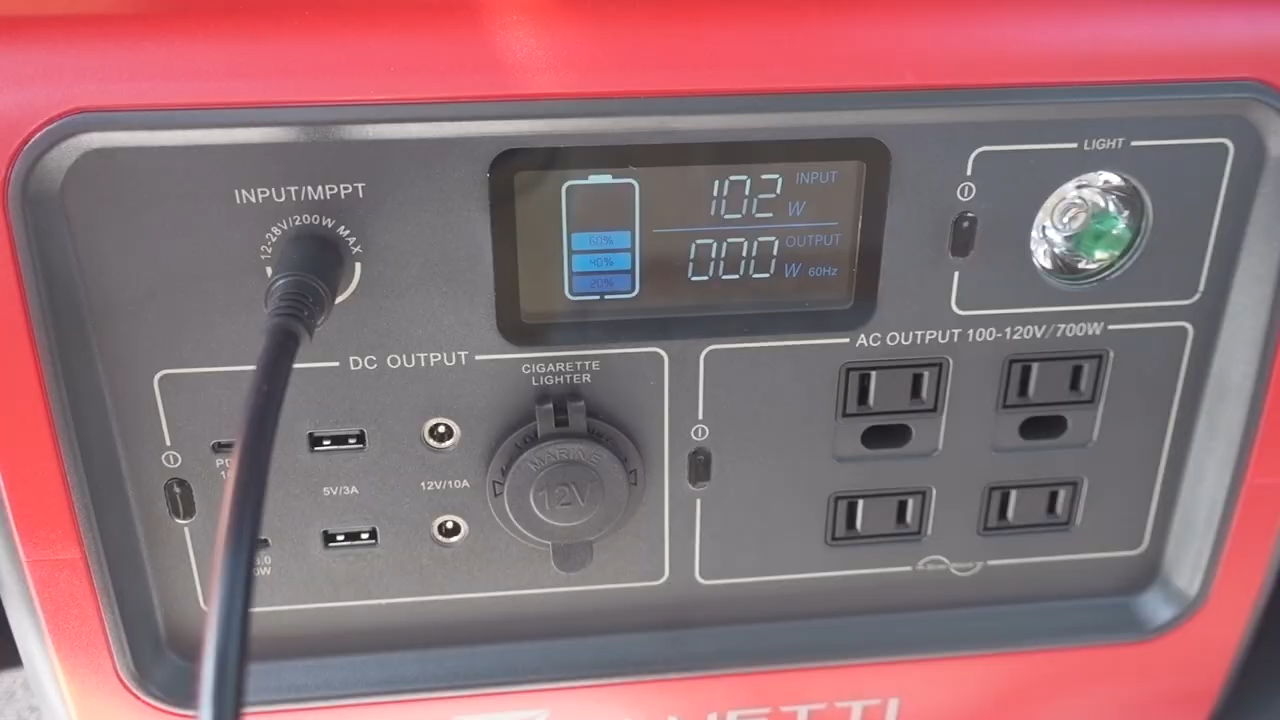 INPUT/MPPT
12-28V/200W MAX
102 W INPUT
000 W OUTPUT
60Hz
60%
40%
20%
LIGHT
DC OUTPUT
CIGARETTE
LIGHTER
MARINE
12V
5V/3A
12V/10A
AC OUTPUT 100-120V/700W